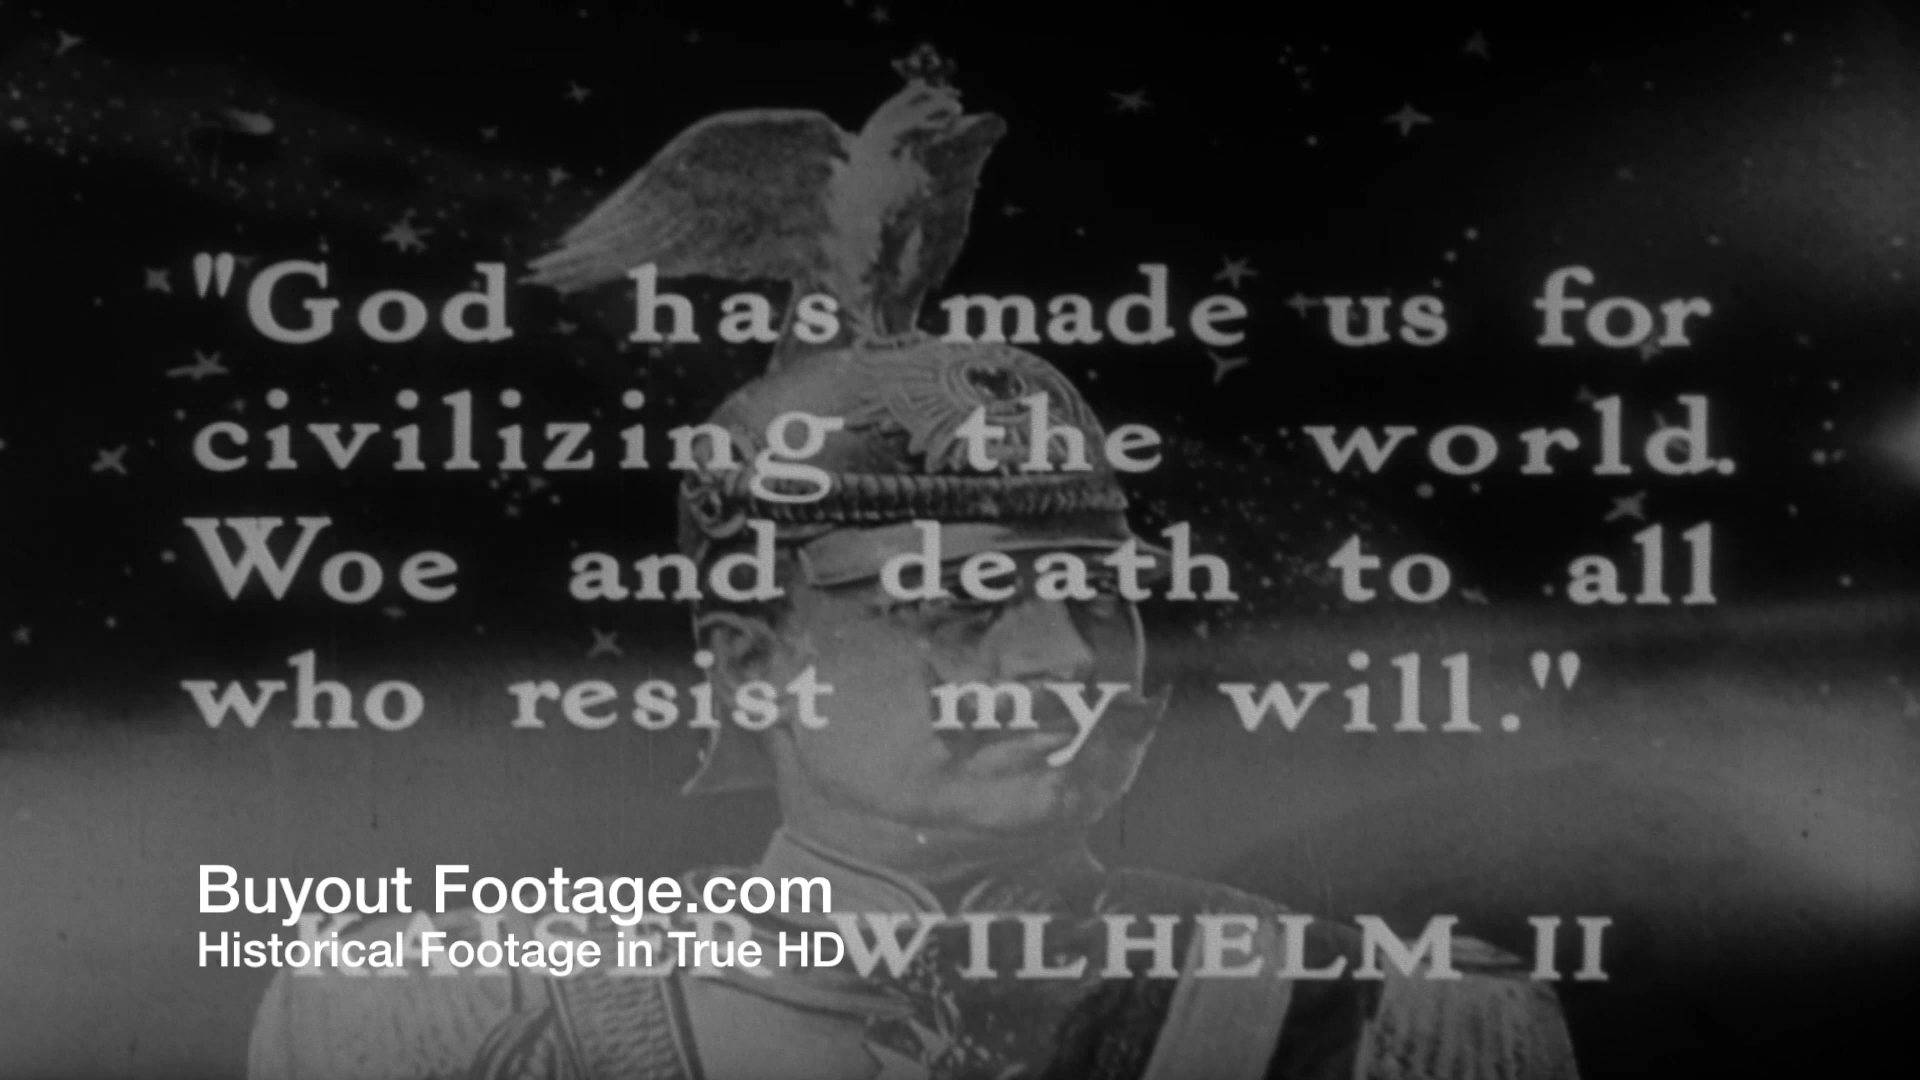 "God has made us for
civilizing the world.
Woe and death to all
who resist my will."
Buyout Footage.com
KAISER WILHELM II
Historical Footage in True HD